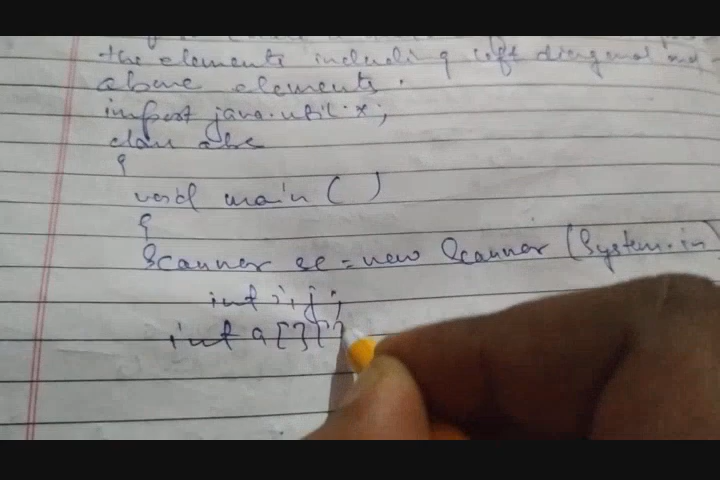 the elements including left diagonal and
above elements.
import java.util.*;
class abc
{
void main ( )
{
Scanner sc = new Scanner (System.in)
int i,j;
int a[][]